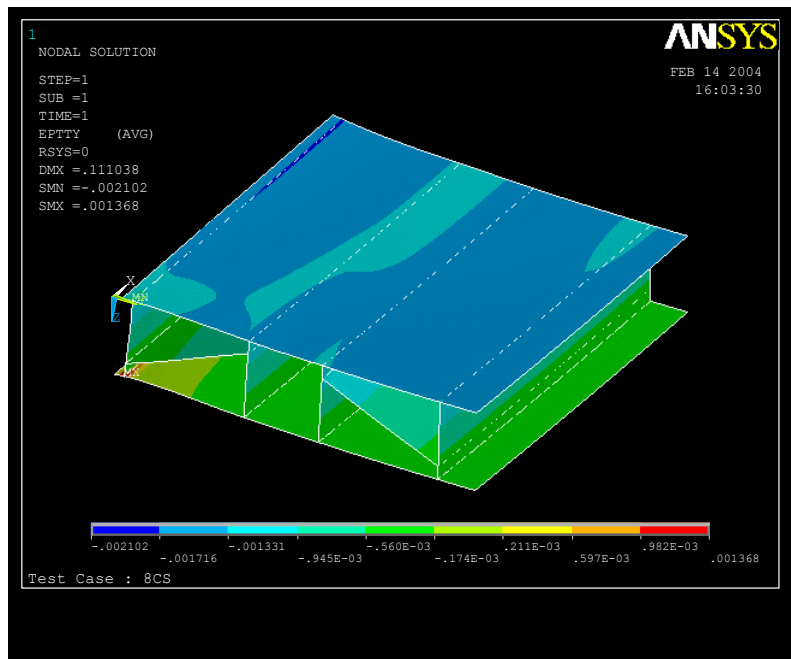 1
ANSYS
NODAL SOLUTION
FEB 14 2004
16:03:30
STEP=1
SUB =1
TIME=1
EPTTY (AVG)
RSYS=0
DMX =.111038
SMN =-.002102
SMX =.001368
X
MN
Z
MX
-.002102 -.001331 -.560E-03 .211E-03 .982E-03
-.001716 -.945E-03 -.174E-03 .597E-03 .001368
Test Case : 8CS